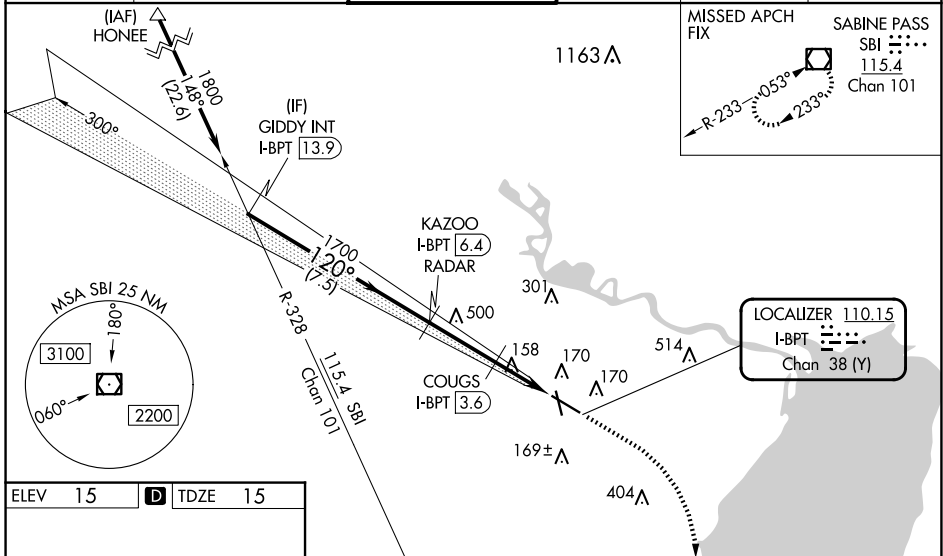 (IAF)
HONEE
1800
148°
(22.6)
300°
(IF)
GIDDY INT
I-BPT 13.9
1163
MISSED APCH
FIX
SABINE PASS
SBI
115.4
Chan 101
053°
R-233
233°
1700
120°
(7.5)
KAZOO
I-BPT 6.4
RADAR
500
301
158
170
170
514
LOCALIZER 110.15
I-BPT
Chan 38 (Y)
COUGS
I-BPT 3.6
R-328
115.4 SBI
Chan 101
169±
404
MSA SBI 25 NM
180°
3100
060°
2200
ELEV 15 D TDZE 15